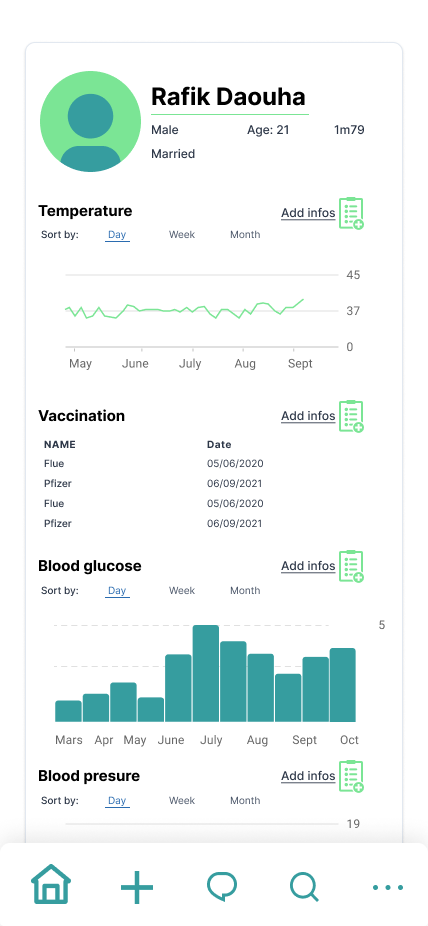 Rafik Daouha
Male Age: 21 1m79
Married
Temperature Add infos
Sort by: Day Week Month
45
37
0
May June July Aug Sept
Vaccination Add infos
NAME Date
Flue 05/06/2020
Pfizer 06/09/2021
Flue 05/06/2020
Pfizer 06/09/2021
Blood glucose Add infos
Sort by: Day Week Month
5
Mars Apr May June July Aug Sept Oct
Blood presure Add infos
Sort by: Day Week Month
19